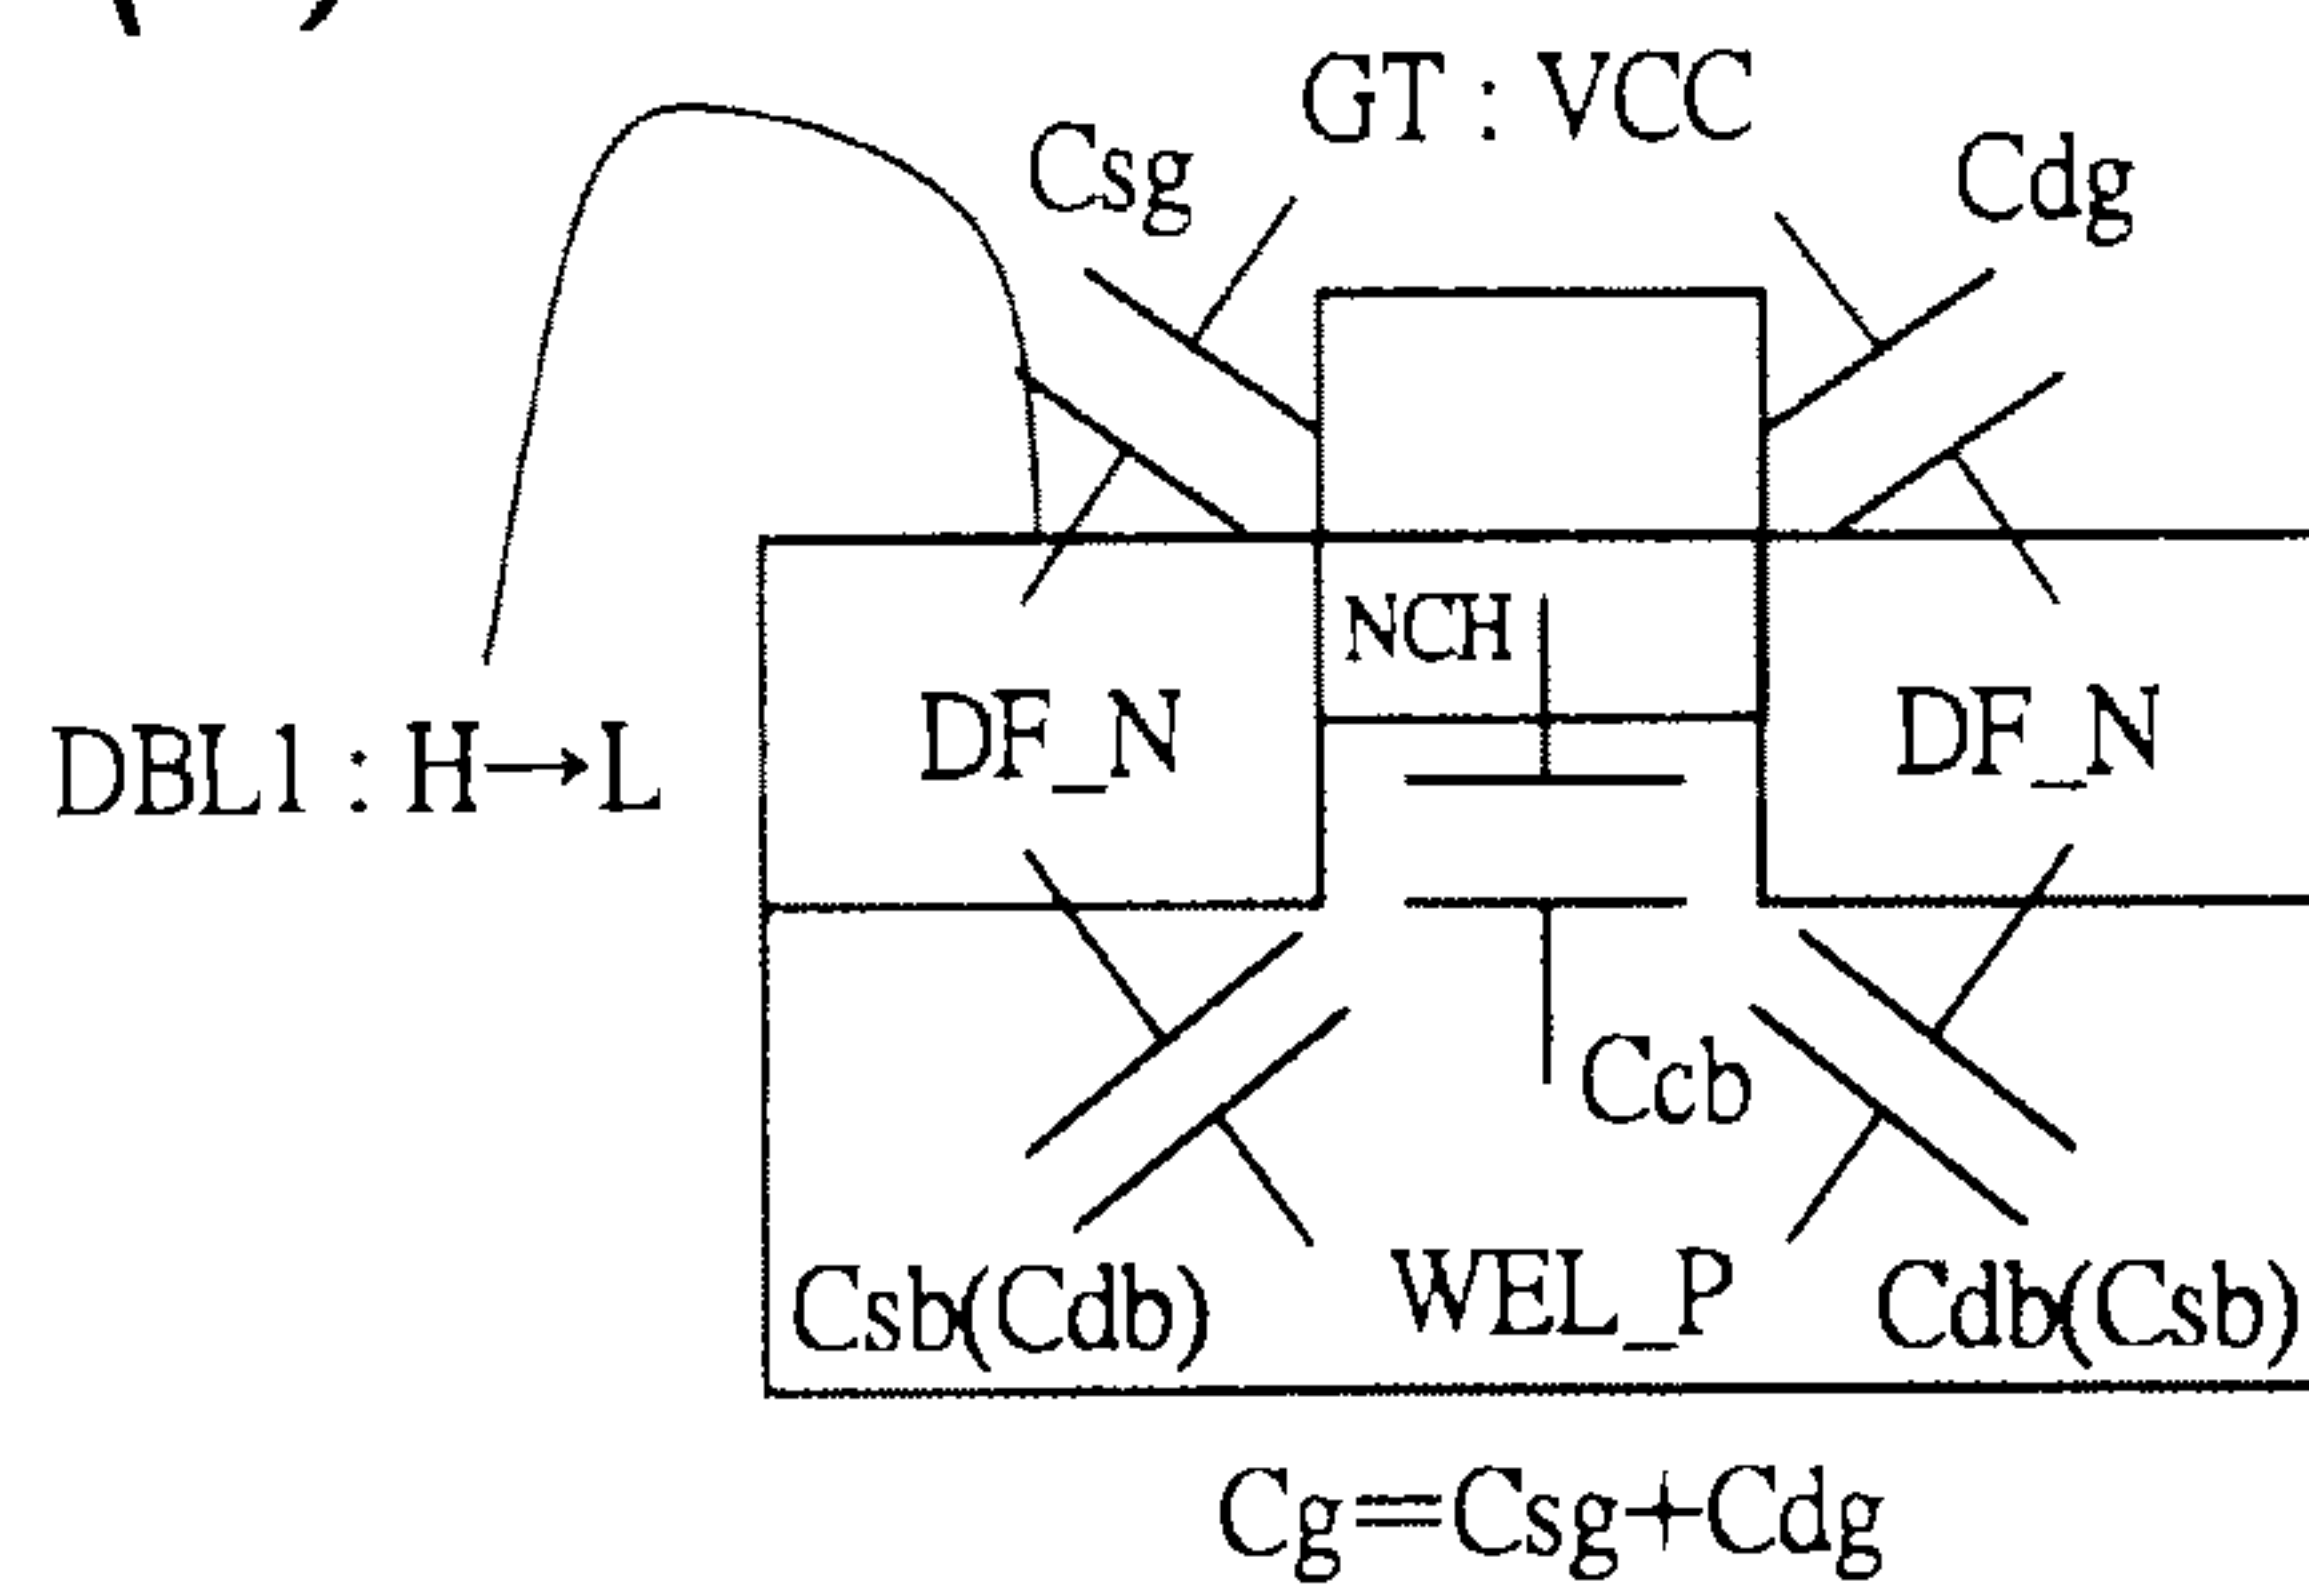 GT : VCC
Csg
Cdg
NCH
DF_N
DF_N
DBL1 : H→L
Ccb
Csb(Cdb)
WEL_P
Cdb(Csb)
Cg=Csg+Cdg